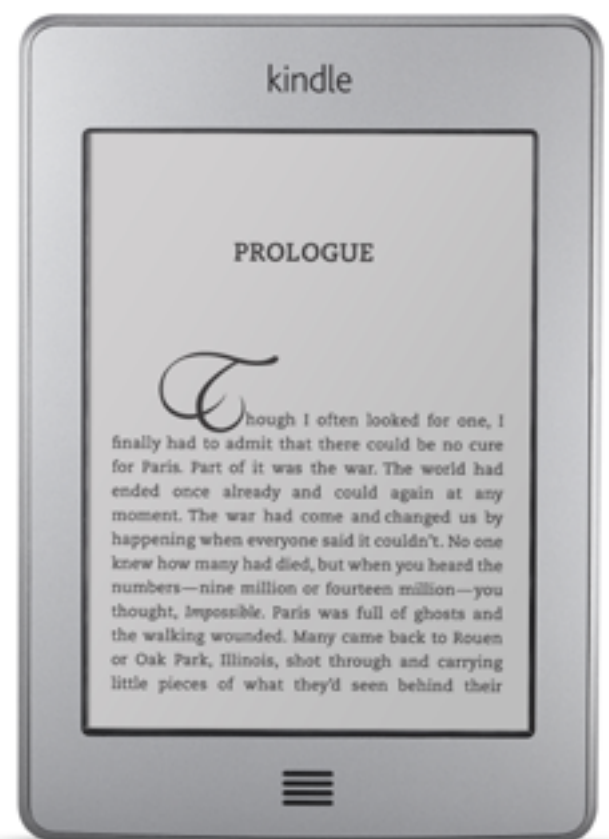 kindle
PROLOGUE
Though I often looked for one, I
finally had to admit that there could be no cure
for Paris. Part of it was the war. The world had
ended once already and could again at any
moment. The war had come and changed us by
happening when everyone said it couldn't. No one
knew how many had died, but when you heard the
numbers—nine million or fourteen million—you
thought, Impossible. Paris was full of ghosts and
the walking wounded. Many came back to Rouen
or Oak Park, Illinois, shot through and carrying
little pieces of what they'd seen behind their